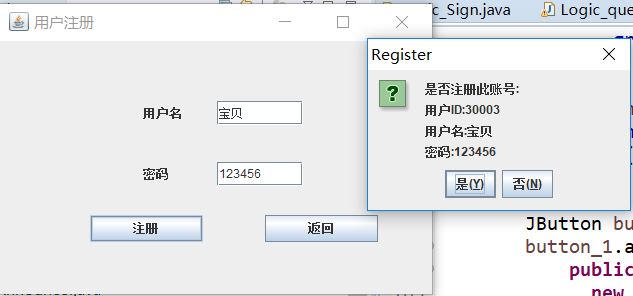 用户注册
用户名
宝贝
密码
123456
注册
返回
Register
是否注册此账号:
用户ID:30003
用户名:宝贝
密码:123456
是(Y)
否(N)
_Sign.java
Logic_que
JButton bu
button_1.a
public
new